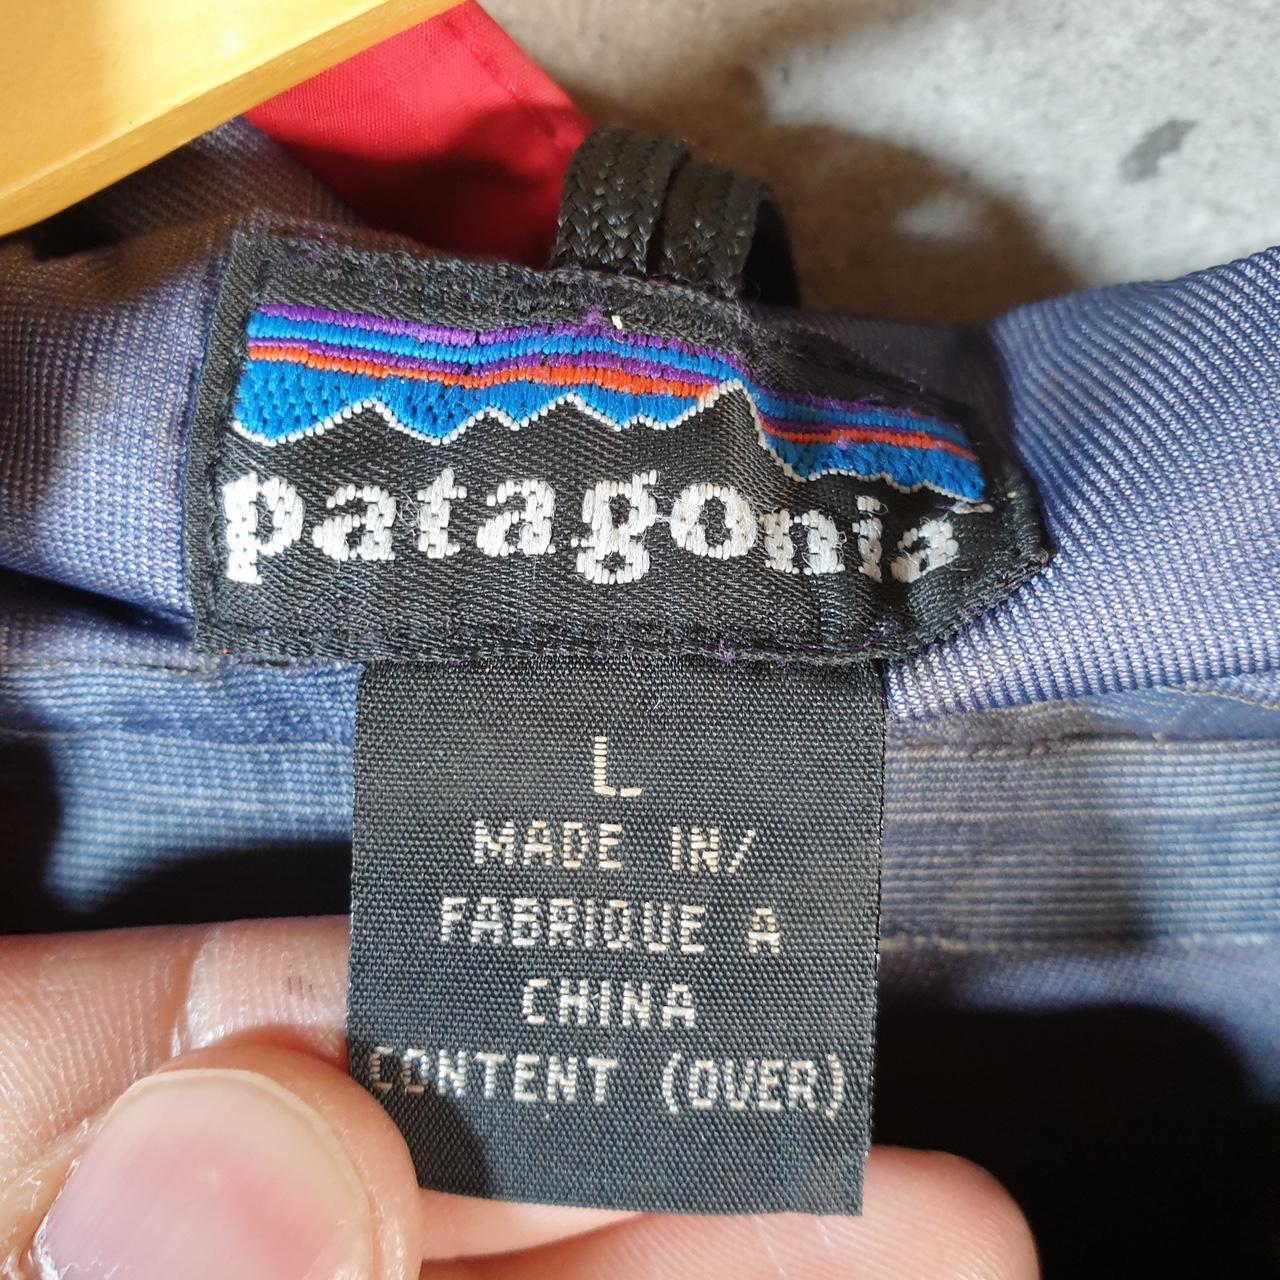 patagonia
L
MADE IN/
FABRIQUE A
CHINA
CONTENT (OVER)